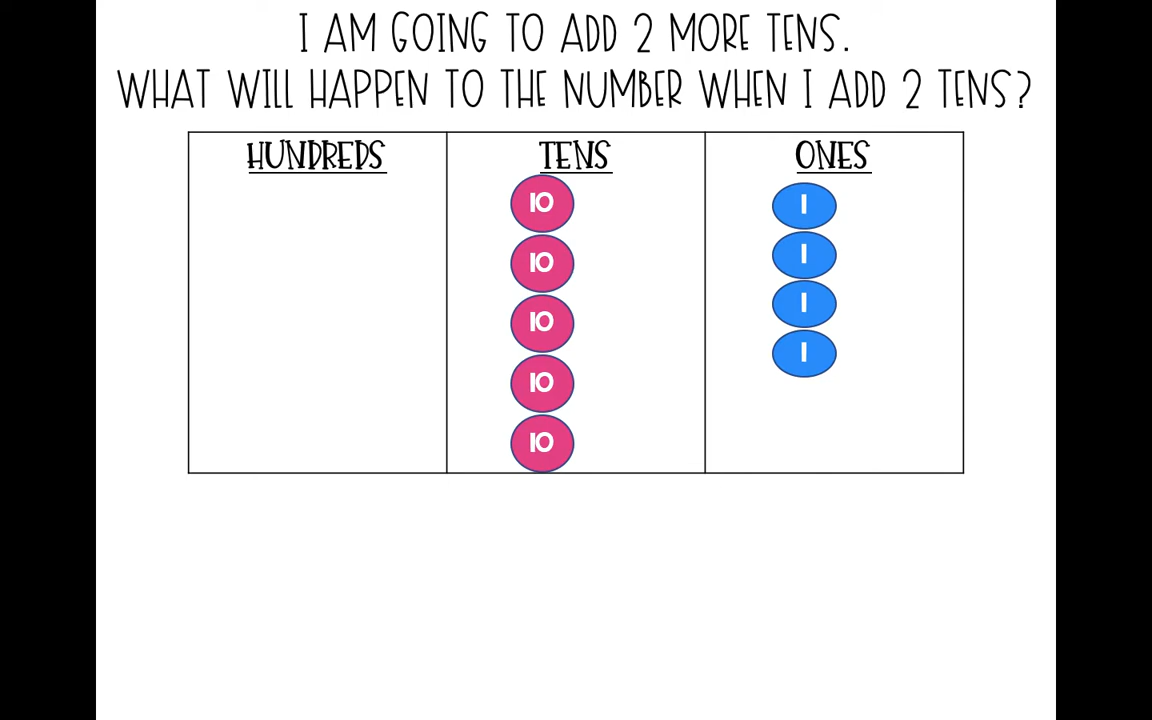 I AM GOING TO ADD 2 MORE TENS.
WHAT WILL HAPPEN TO THE NUMBER WHEN I ADD 2 TENS?
HUNDREDS TENS ONES
10 1
10 1
10 1
10 1
10